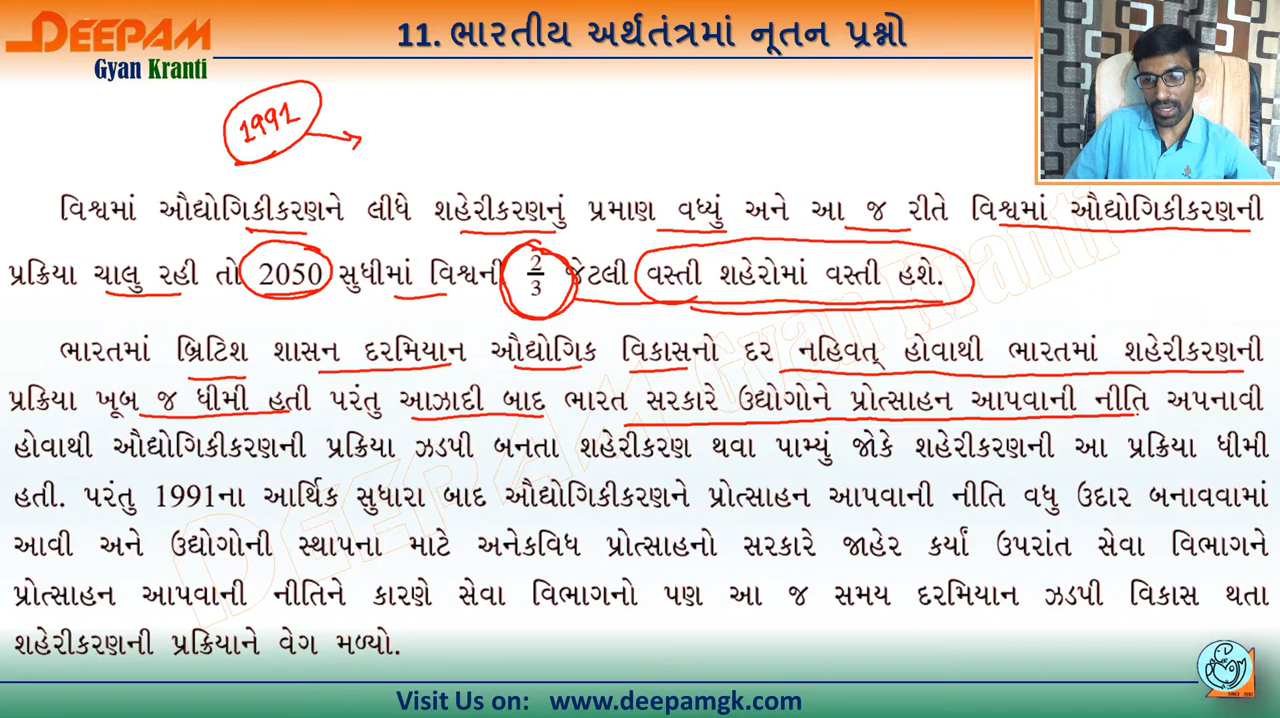 DEEPAM
Gyan Kranti
11. ભારતીય અર્થતંત્રમાં નૂતન પ્રશ્નો
1991
વિશ્વમાં ઔદ્યોગિકીકરણને લીધે શહેરીકરણનું પ્રમાણ વધ્યું અને આ જ રીતે વિશ્વમાં ઔદ્યોગિકીકરણની
પ્રક્રિયા ચાલુ રહી તો 2050 સુધીમાં વિશ્વની 2/3 જેટલી વસ્તી શહેરોમાં વસ્તી હશે.
ભારતમાં બ્રિટિશ શાસન દરમિયાન ઔદ્યોગિક વિકાસનો દર નહિવત્ હોવાથી ભારતમાં શહેરીકરણની
પ્રક્રિયા ખૂબ જ ધીમી હતી પરંતુ આઝાદી બાદ ભારત સરકારે ઉદ્યોગોને પ્રોત્સાહન આપવાની નીતિ અપનાવી
હોવાથી ઔદ્યોગિકીકરણની પ્રક્રિયા ઝડપી બનતા શહેરીકરણ થવા પામ્યું જોકે શહેરીકરણની આ પ્રક્રિયા ધીમી
હતી. પરંતુ 1991ના આર્થિક સુધારા બાદ ઔદ્યોગિકીકરણને પ્રોત્સાહન આપવાની નીતિ વધુ ઉદાર બનાવવામાં
આવી અને ઉદ્યોગોની સ્થાપના માટે અનેકવિધ પ્રોત્સાહનો સરકારે જાહેર કર્યાં ઉપરાંત સેવા વિભાગને
પ્રોત્સાહન આપવાની નીતિને કારણે સેવા વિભાગનો પણ આ જ સમય દરમિયાન ઝડપી વિકાસ થતા
શહેરીકરણની પ્રક્રિયાને વેગ મળ્યો.
DEEPAM Gyan Kranti
Visit Us on: www.deepamgk.com